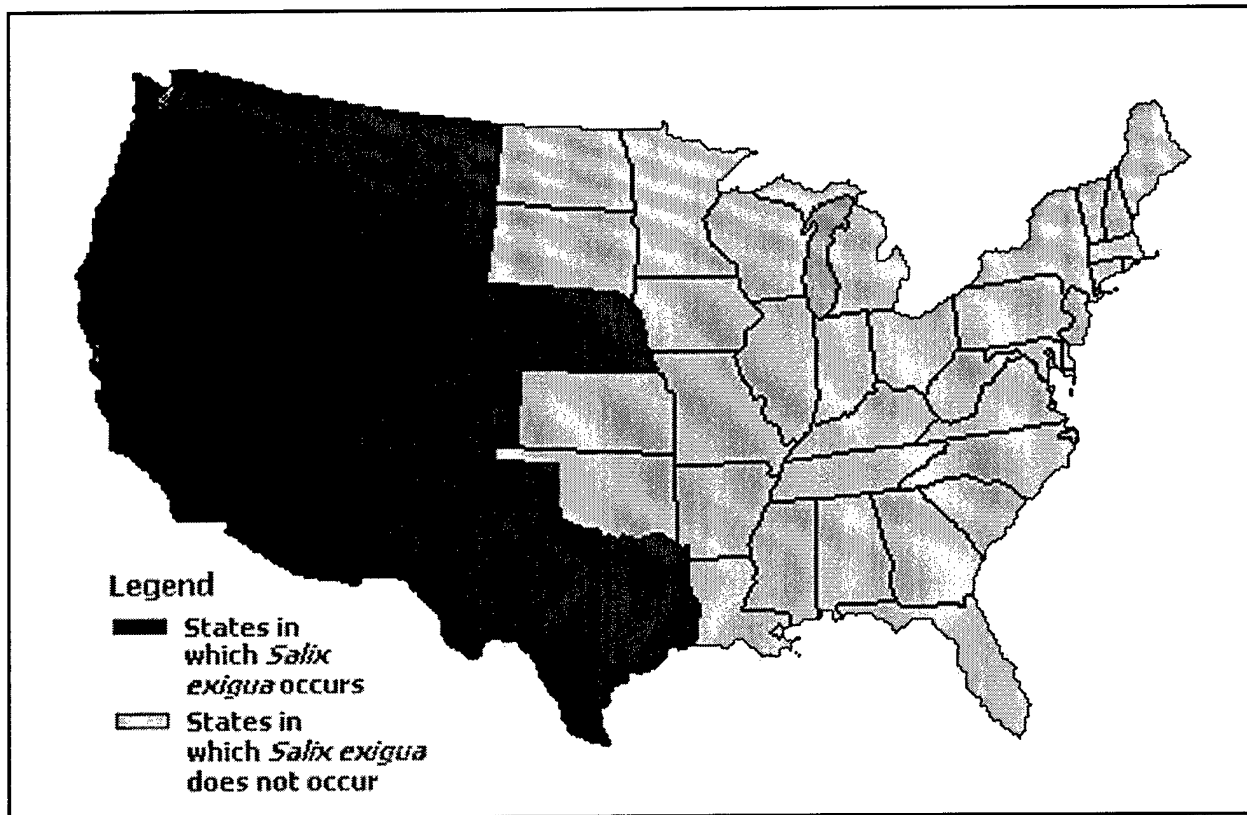 Legend
States in
which Salix
exigua occurs
States in
which Salix exigua
does not occur